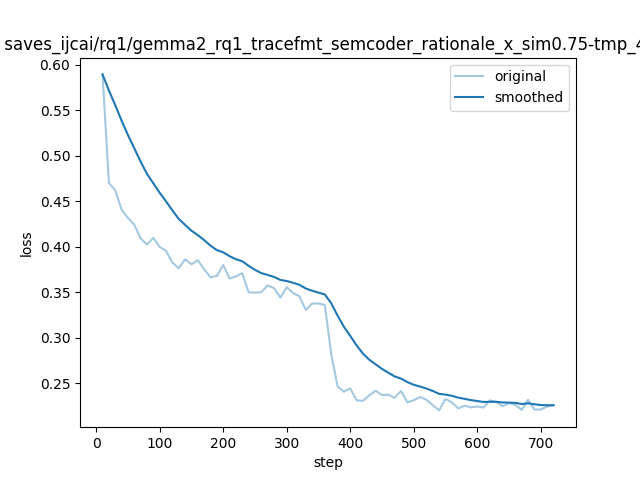 saves_ijcai/rq1/gemma2_rq1_tracefmt_semcoder_rationale_x_sim0.75-tmp_4
original
smoothed
loss
0.60
0.55
0.50
0.45
0.40
0.35
0.30
0.25
0 100 200 300 400 500 600 700
step